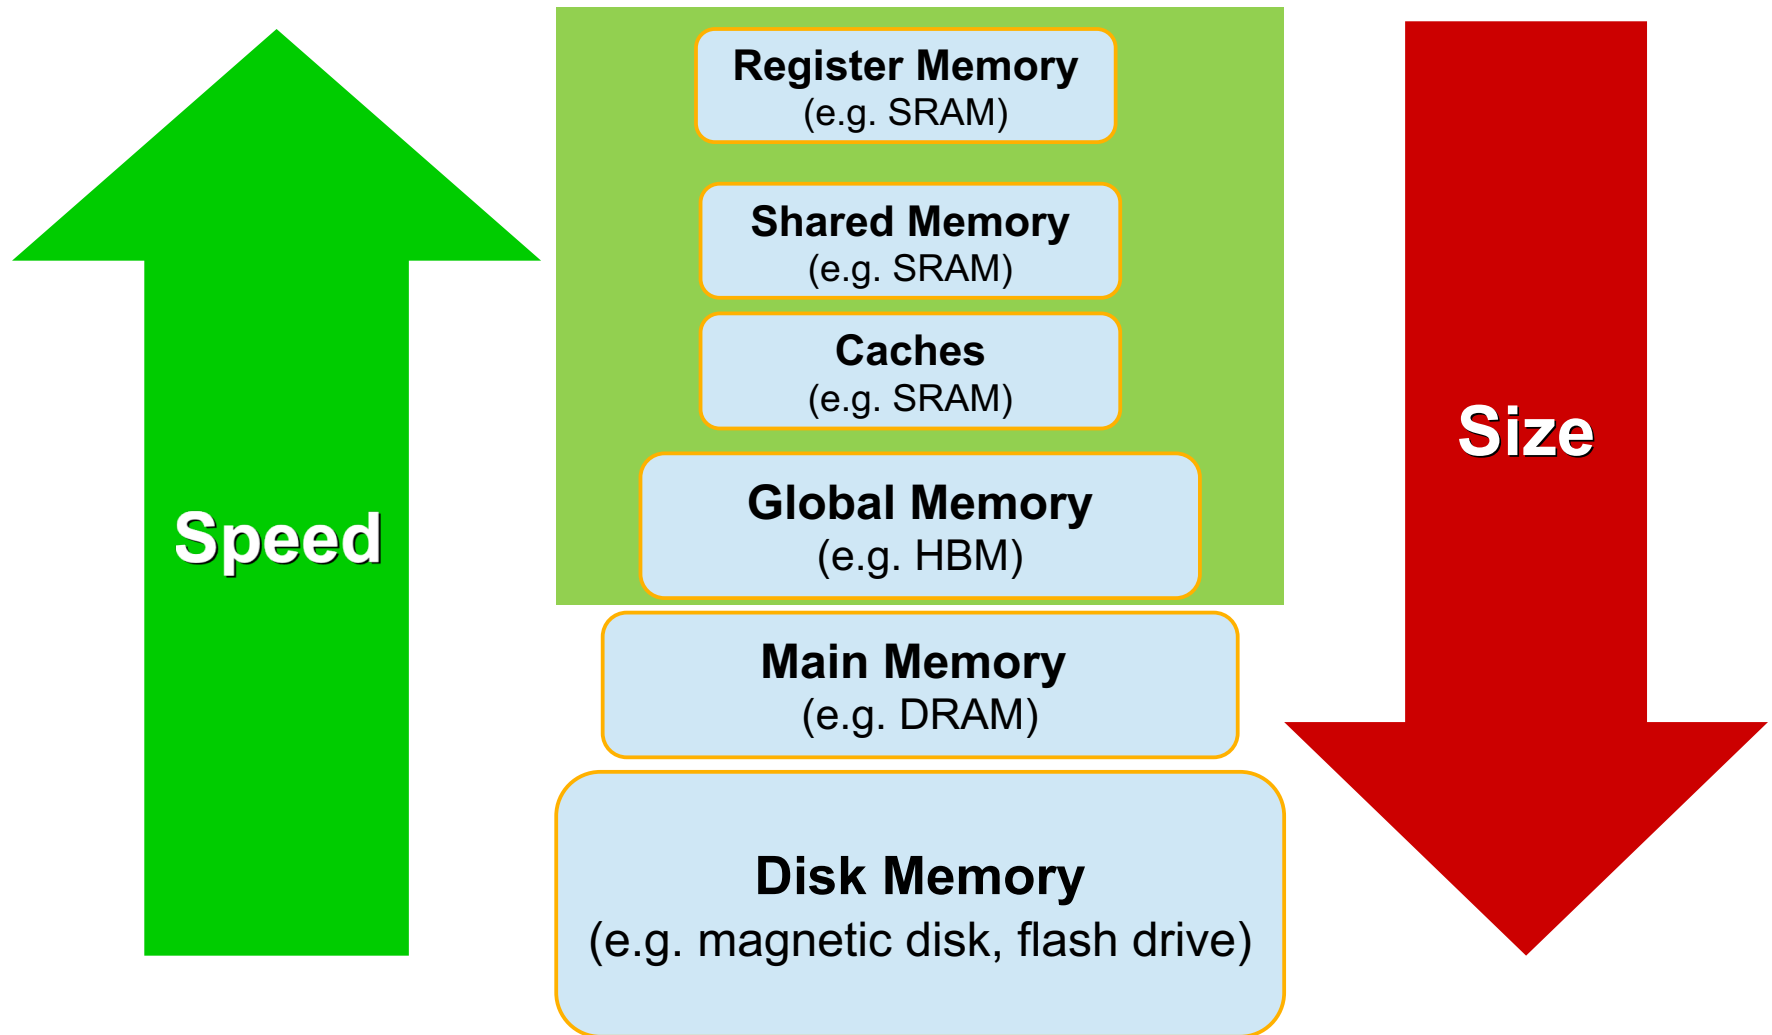 Register Memory
(e.g. SRAM)
Shared Memory
(e.g. SRAM)
Caches
(e.g. SRAM)
Global Memory
(e.g. HBM)
Main Memory
(e.g. DRAM)
Disk Memory
(e.g. magnetic disk, flash drive)
Speed
Size